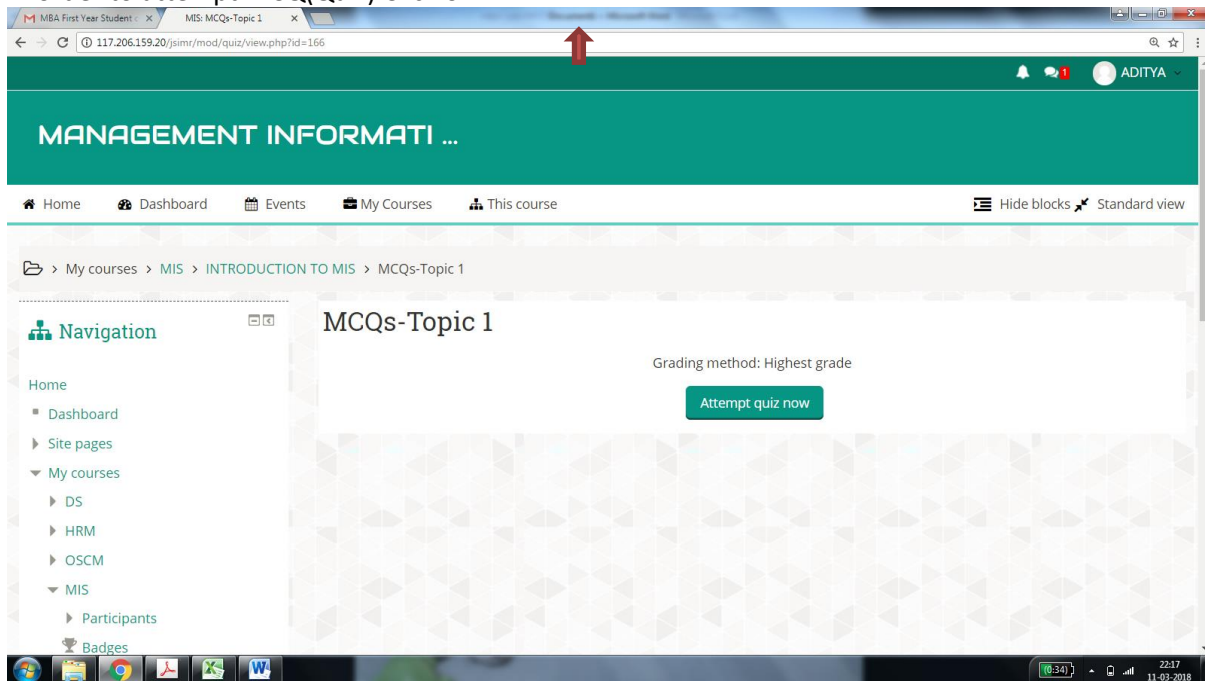 MBA First Year Student c
MIS: MCQs-Topic 1
117.206.159.20/jsimr/mod/quiz/view.php?id=166
1
ADITYA
MANAGEMENT INFORMATI ...
Home
Dashboard
Events
My Courses
This course
Hide blocks
Standard view
> My courses > MIS > INTRODUCTION TO MIS > MCQs-Topic 1
Navigation
MCQs-Topic 1
Grading method: Highest grade
Attempt quiz now
Home
Dashboard
Site pages
My courses
DS
HRM
OSCM
MIS
Participants
Badges
(0:34)
22:17
11-03-2018